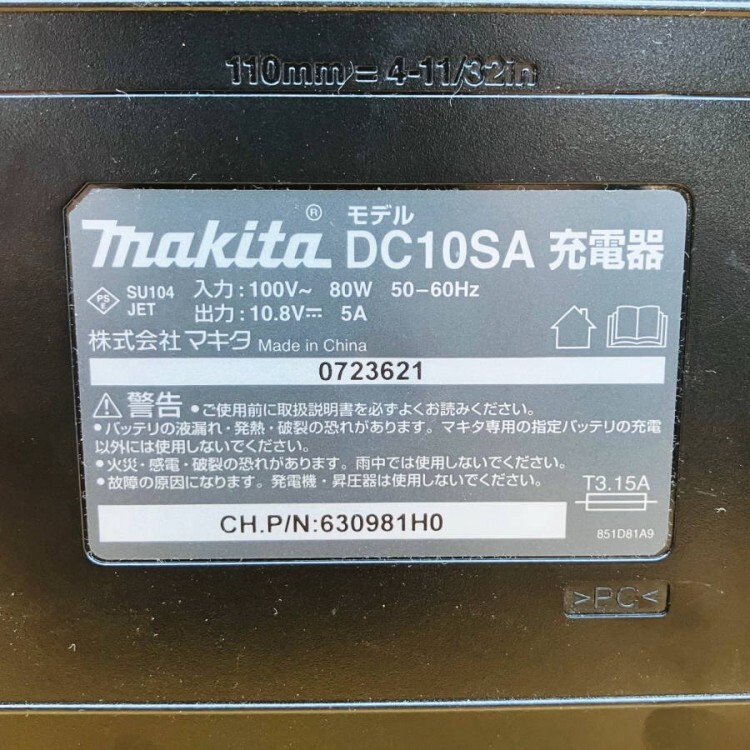 110mm = 4-11/32in
makita® モデル DC10SA 充電器
PSE SU104 JET
入力：100V~ 80W 50–60Hz
出力：10.8V⎓ 5A
株式会社マキタ Made in China
0723621
⚠警告 •ご使用前に取扱説明書を必ずよくお読みください。
•バッテリの液漏れ・発熱・破裂の恐れがあります。マキタ専用の指定バッテリの充電
以外には使用しないでください。
•火災・感電・破裂の恐れがあります。雨中では使用しないでください。
•故障の原因になります。発電機・昇圧器は使用しないでください。
T3.15A
CH.P/N:630981H0
851D81A9
>PC<